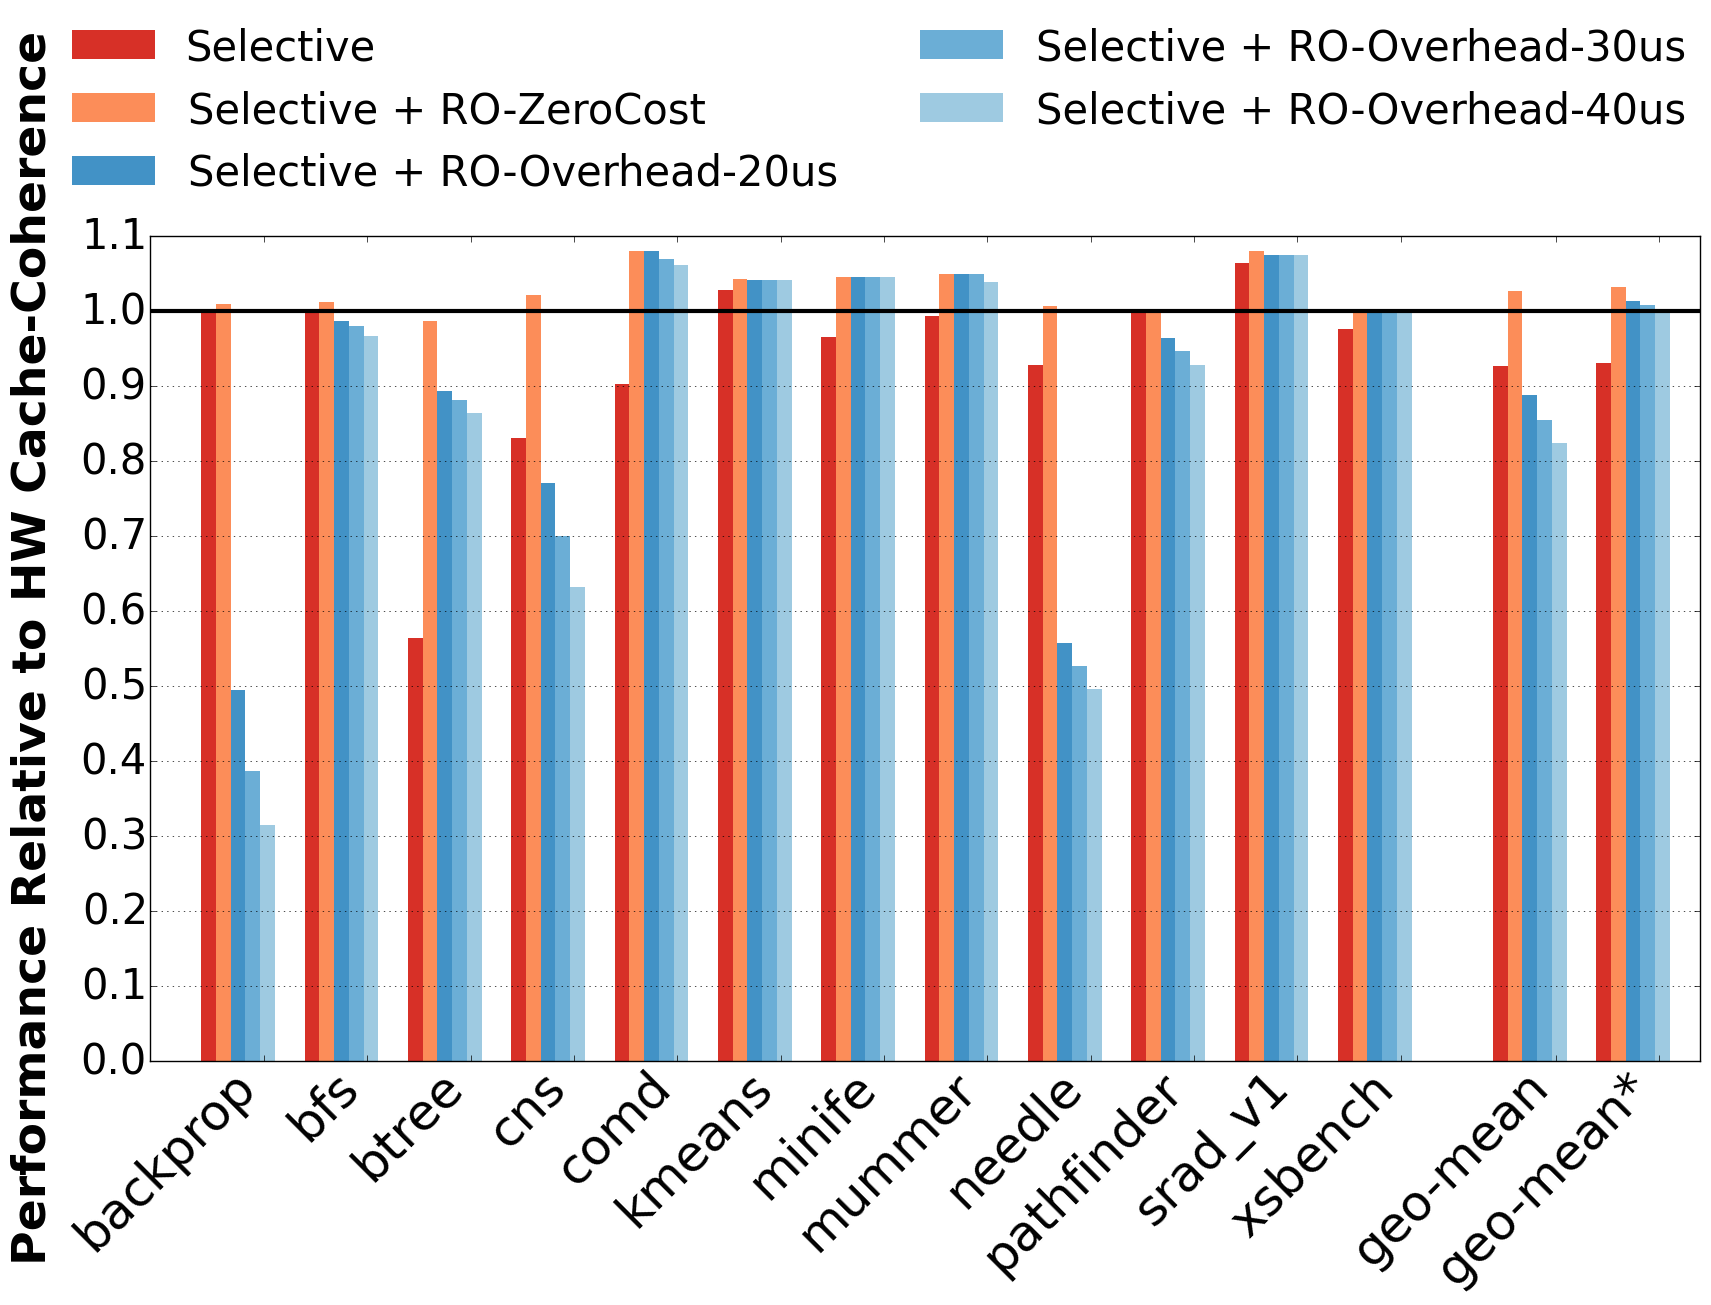 Performance Relative to HW Cache-Coherence
Selective
Selective + RO-ZeroCost
Selective + RO-Overhead-20us
Selective + RO-Overhead-30us
Selective + RO-Overhead-40us
1.1
1.0
0.9
0.8
0.7
0.6
0.5
0.4
0.3
0.2
0.1
0.0
backprop
bfs
btree
cns
comd
kmeans
minife
mummer
needle
pathfinder
srad_v1
xsbench
geo-mean
geo-mean*